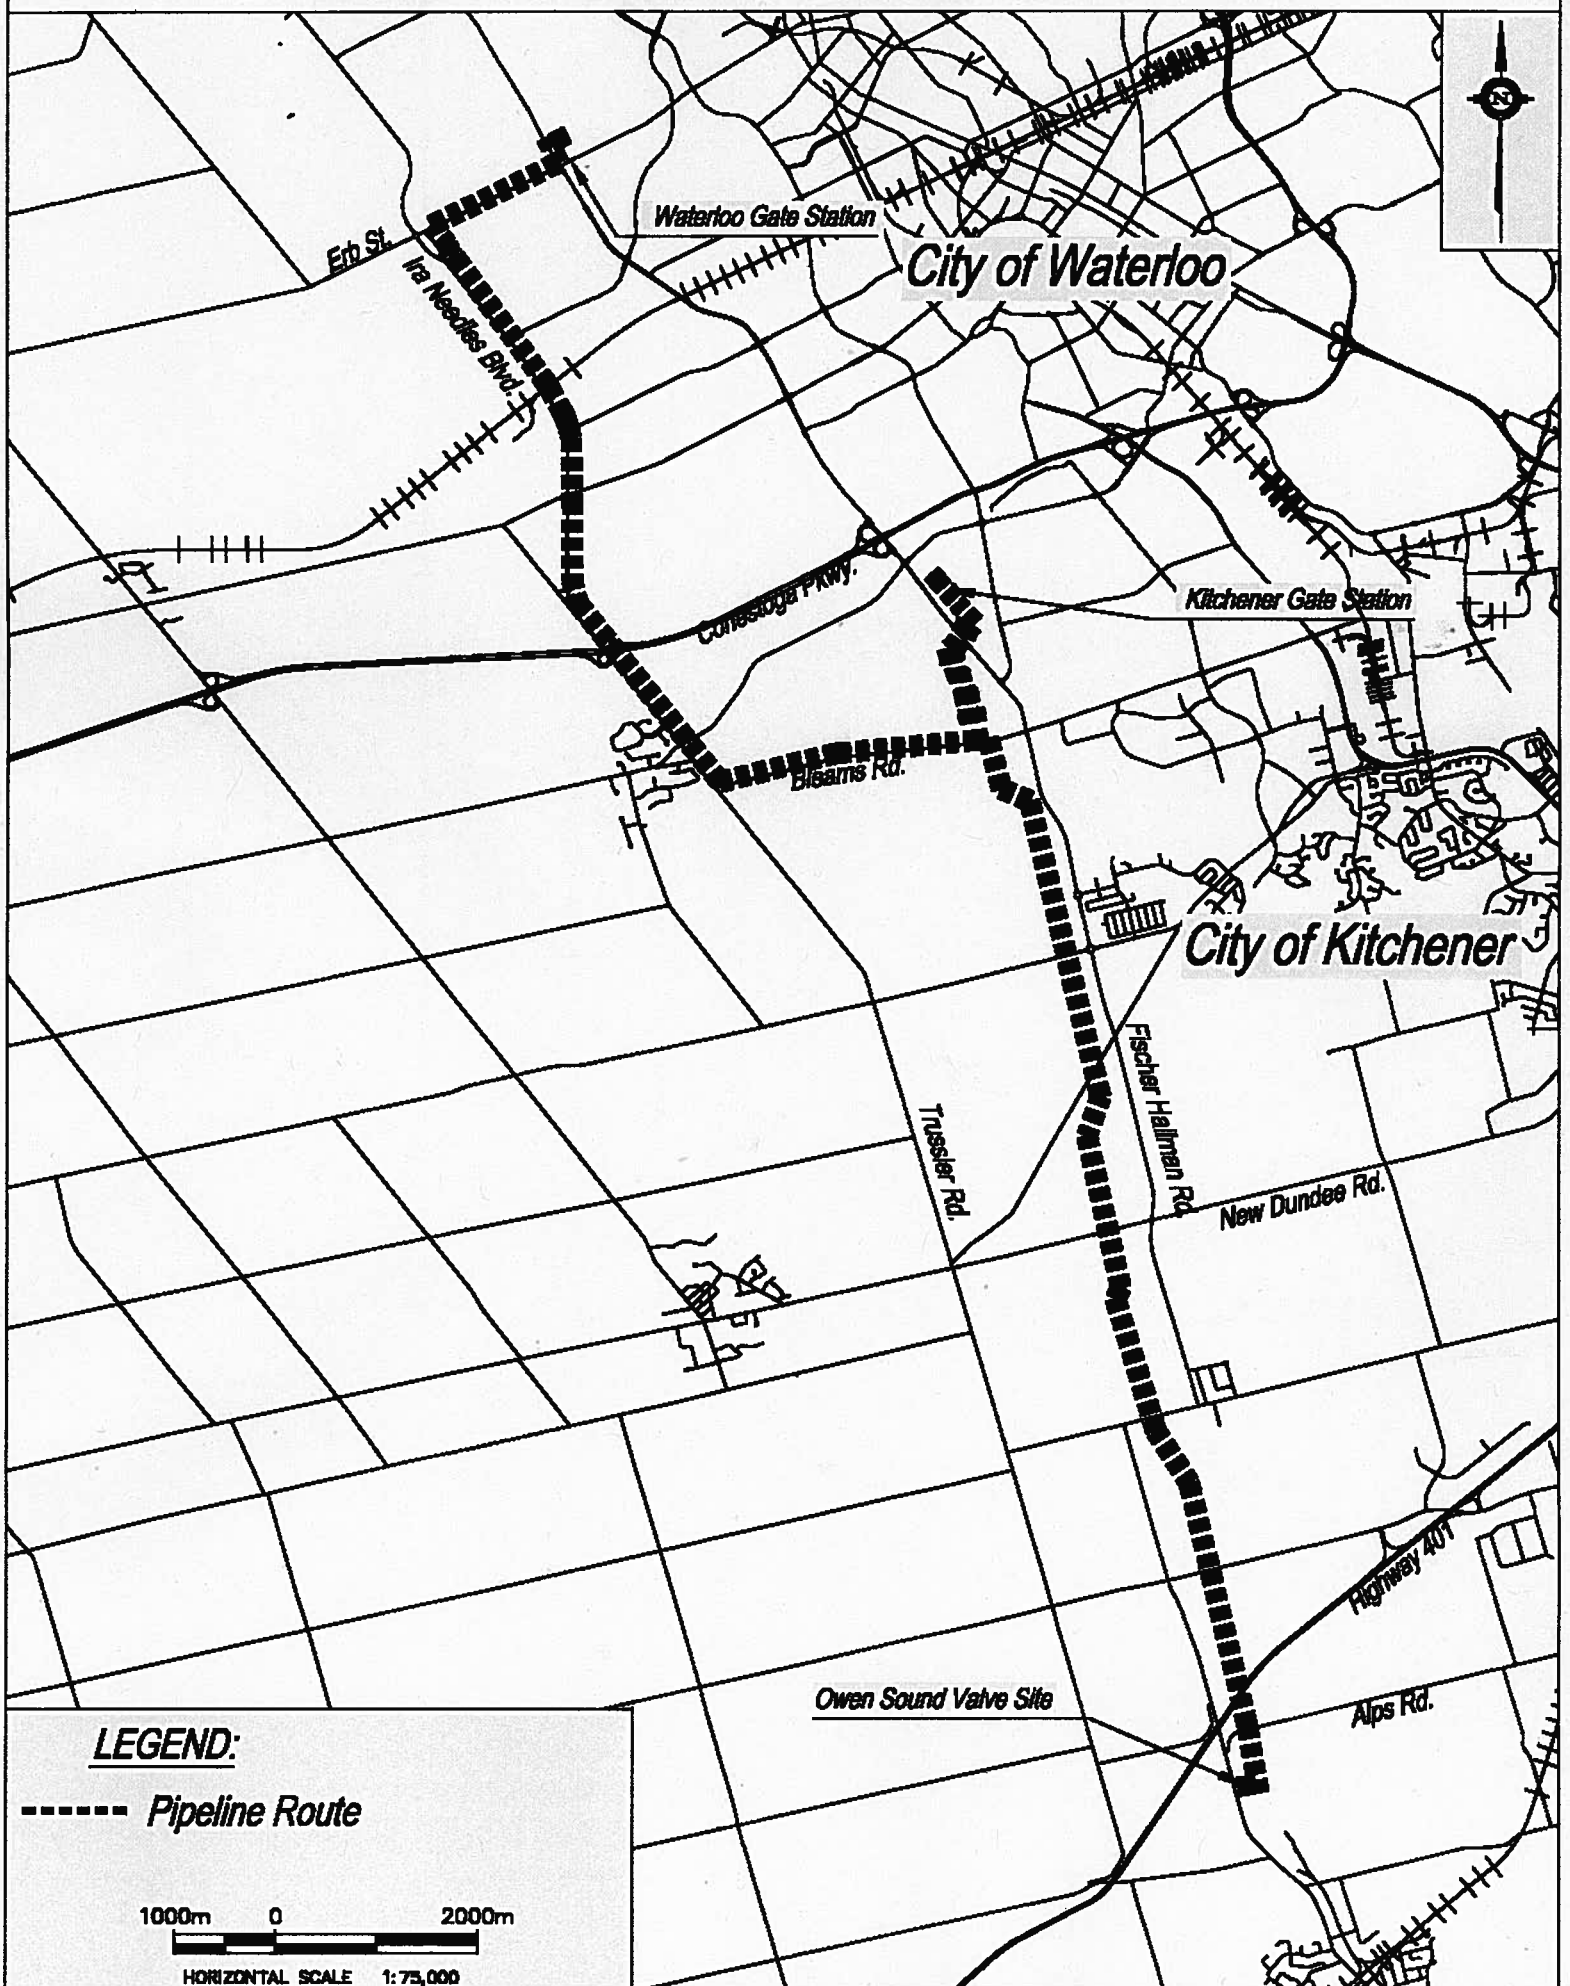 N
Waterloo Gate Station
Erb St.
City of Waterloo
Ira Needles Blvd.
Conestoga Pkwy.
Kitchener Gate Station
Bleams Rd.
City of Kitchener
Fischer Hallman Rd.
Trussler Rd.
New Dundee Rd.
Highway 401
Owen Sound Valve Site
Alps Rd.
LEGEND:
Pipeline Route
1000m 0 2000m
HORIZONTAL SCALE 1:75,000